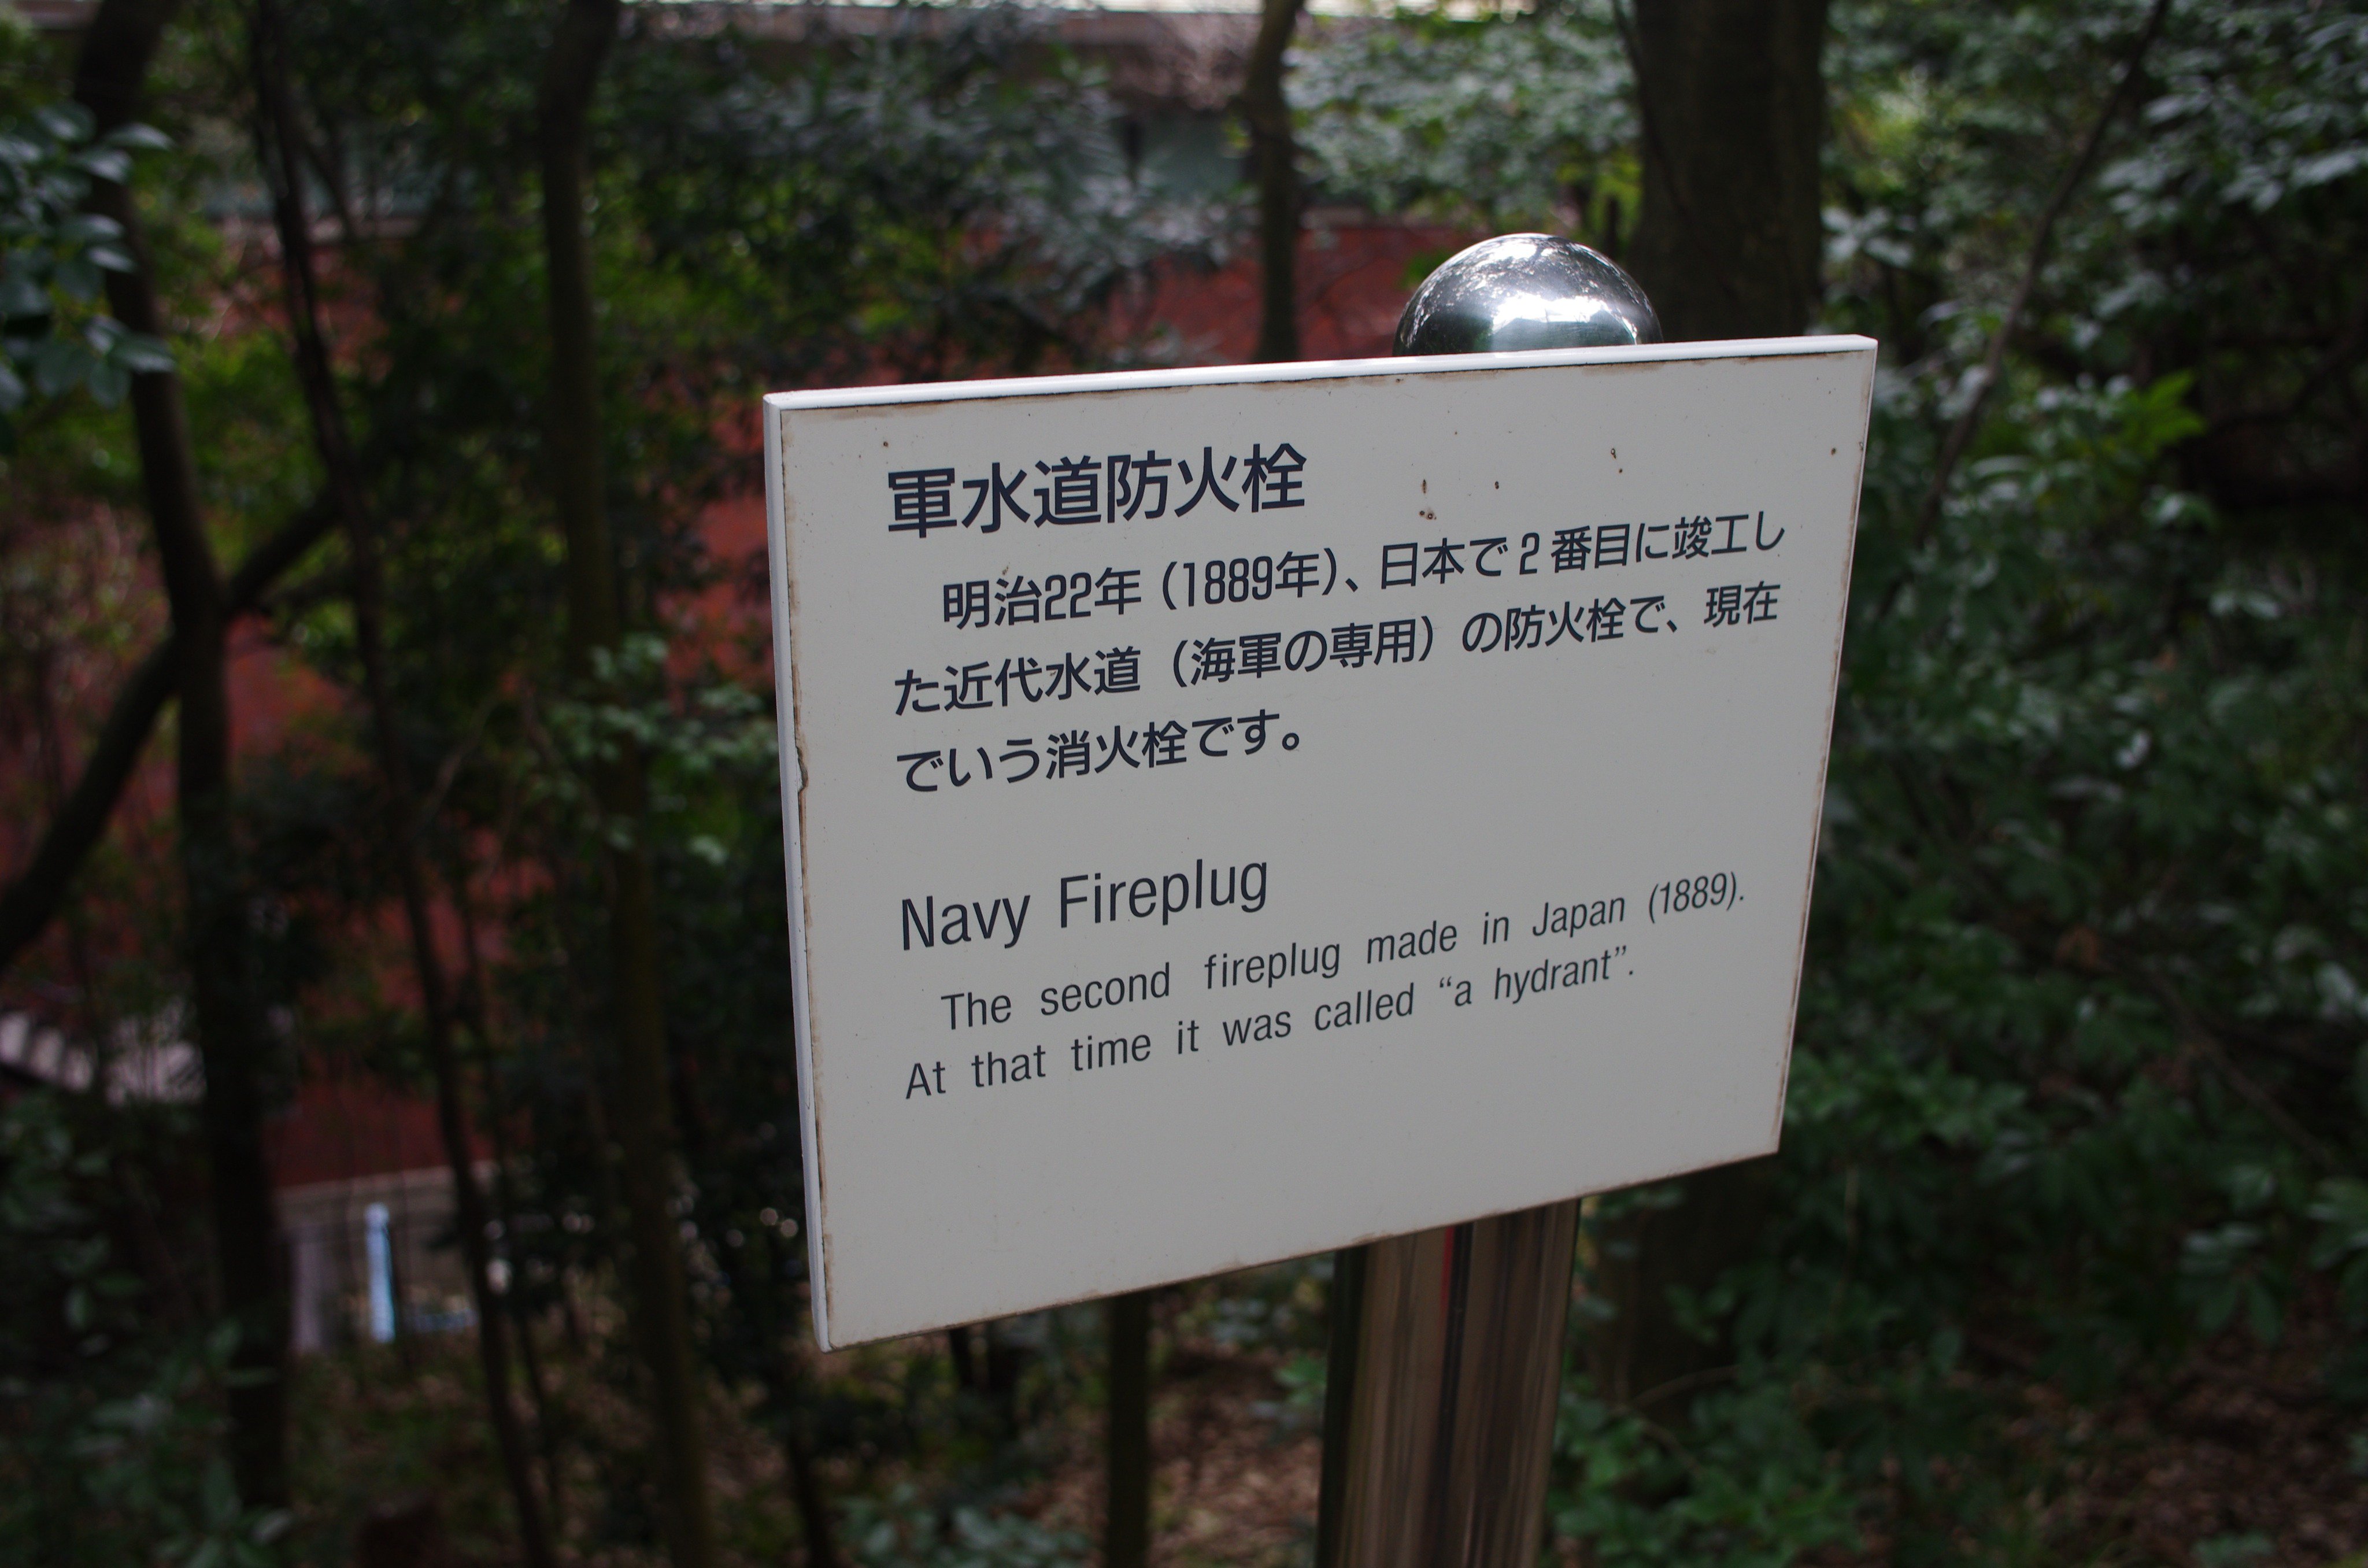 軍水道防火栓
明治22年（1889年）、日本で２番目に竣工し
た近代水道（海軍の専用）の防火栓で、現在
でいう消火栓です。
Navy Fireplug
The second fireplug made in Japan (1889).
At that time it was called “a hydrant”.